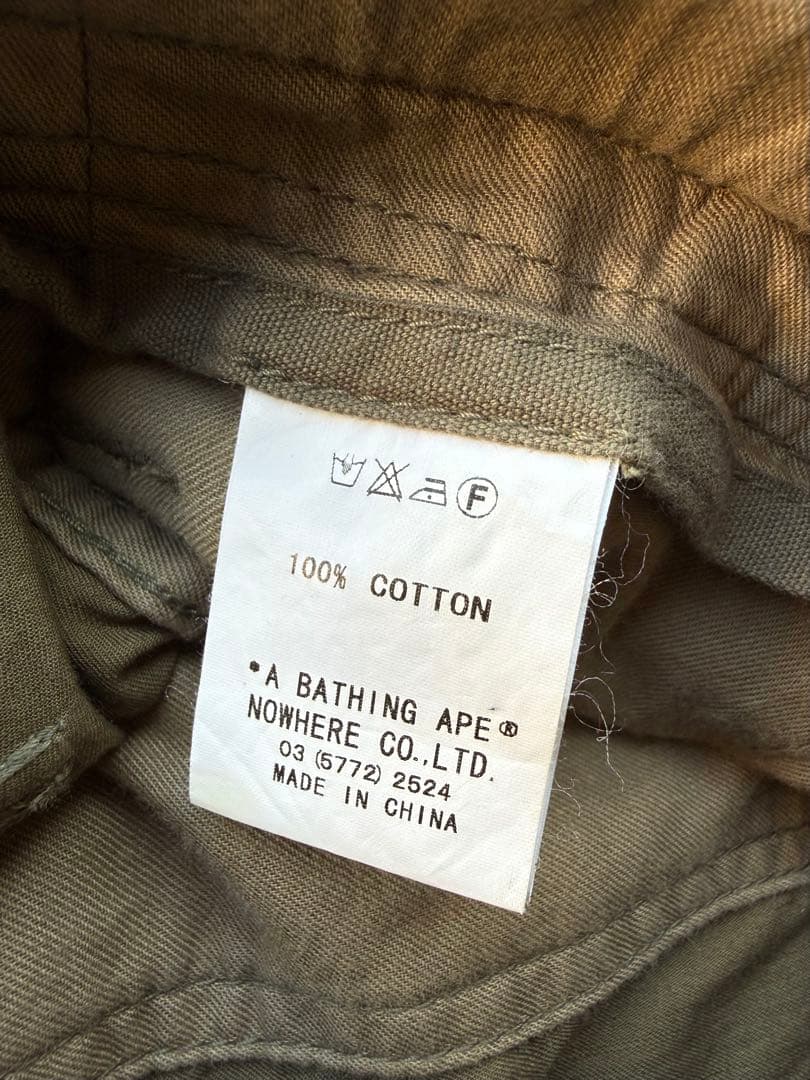 F
100% COTTON
*A BATHING APE®
NOWHERE CO.,LTD.
03 (5772) 2524
MADE IN CHINA